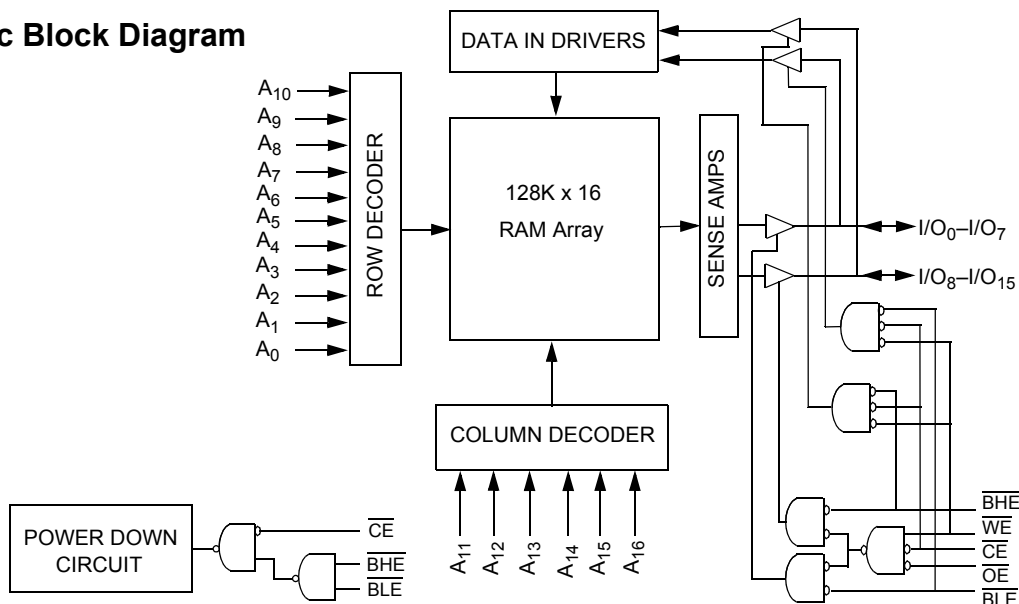 c Block Diagram
DATA IN DRIVERS
A10
A9
A8
A7
A6
A5
A4
A3
A2
A1
A0
ROW DECODER
128K x 16
RAM Array
SENSE AMPS
I/O0–I/O7
I/O8–I/O15
COLUMN DECODER
A11
A12
A13
A14
A15
A16
POWER DOWN
CIRCUIT
CE
BHE
BLE
BHE
WE
CE
OE
BLE